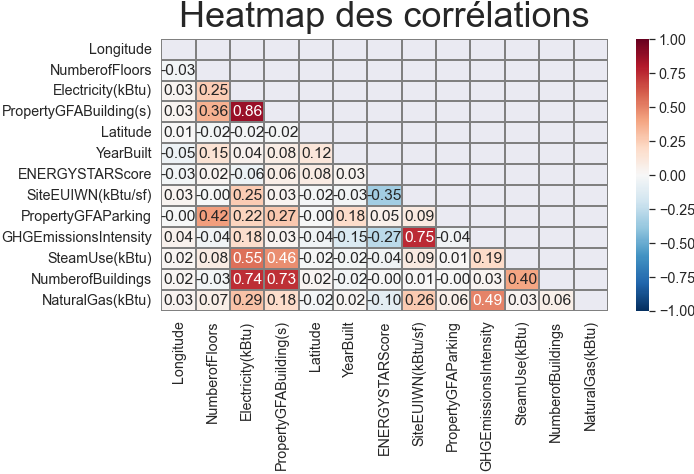 Heatmap des corrélations
Longitude
NumberofFloors -0.03
Electricity(kBtu) 0.03 0.25
PropertyGFABuilding(s) 0.03 0.36 0.86
Latitude 0.01 -0.02 -0.02 -0.02
YearBuilt -0.05 0.15 0.04 0.08 0.12
ENERGYSTARScore -0.03 0.02 -0.06 0.06 0.08 0.03
SiteEUIWN(kBtu/sf) 0.03 -0.00 0.25 0.03 -0.02 -0.03 -0.35
PropertyGFAParking -0.00 0.42 0.22 0.27 -0.00 0.18 0.05 0.09
GHGEmissionsIntensity 0.04 -0.04 0.18 0.03 -0.04 -0.15 -0.27 0.75 -0.04
SteamUse(kBtu) 0.02 0.08 0.55 0.46 -0.02 -0.02 -0.04 0.09 -0.01 0.19
NumberofBuildings 0.02 -0.03 0.74 0.73 0.02 -0.02 -0.00 0.01 -0.00 0.03 0.40
NaturalGas(kBtu) 0.03 0.07 0.29 0.18 -0.02 0.02 -0.10 0.26 0.06 0.49 0.03 0.06
Longitude
NumberofFloors
Electricity(kBtu)
PropertyGFABuilding(s)
Latitude
YearBuilt
ENERGYSTARScore
SiteEUIWN(kBtu/sf)
PropertyGFAParking
GHGEmissionsIntensity
SteamUse(kBtu)
NumberofBuildings
NaturalGas(kBtu)
1.00
0.75
0.50
0.25
0.00
−0.25
−0.50
−0.75
−1.00